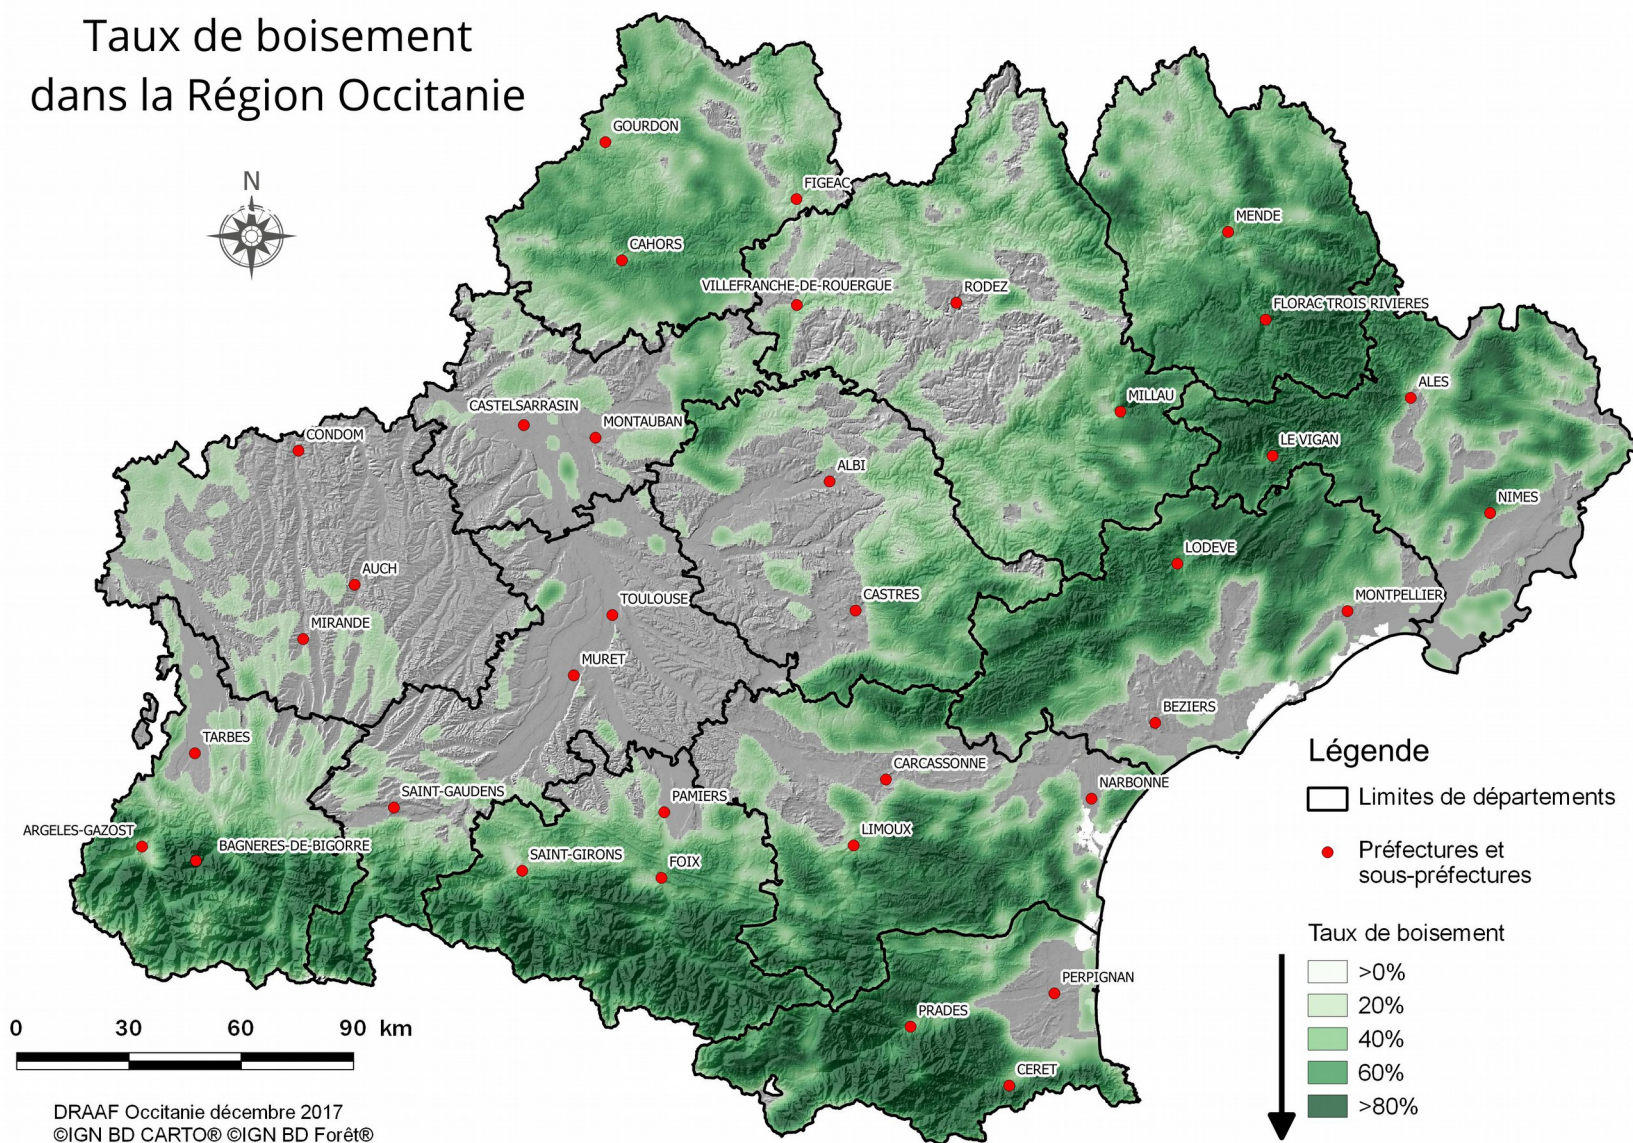 Taux de boisement
dans la Région Occitanie
N
GOURDON
FIGEAC
CAHORS
MENDE
VILLEFRANCHE-DE-ROUERGUE
RODEZ
FLORAC TROIS RIVIERES
ALES
MILLAU
CASTELSARRASIN
MONTAUBAN
CONDOM
LE VIGAN
ALBI
NIMES
LODEVE
AUCH
TOULOUSE
CASTRES
MONTPELLIER
MIRANDE
MURET
BEZIERS
TARBES
CARCASSONNE
NARBONNE
SAINT-GAUDENS
PAMIERS
ARGELES-GAZOST
BAGNERES-DE-BIGORRE
LIMOUX
SAINT-GIRONS
FOIX
PERPIGNAN
PRADES
CERET
Légende
Limites de départements
Préfectures et
sous-préfectures
Taux de boisement
>0%
20%
40%
60%
>80%
0 30 60 90 km
DRAAF Occitanie décembre 2017
©IGN BD CARTO® ©IGN BD Forêt®